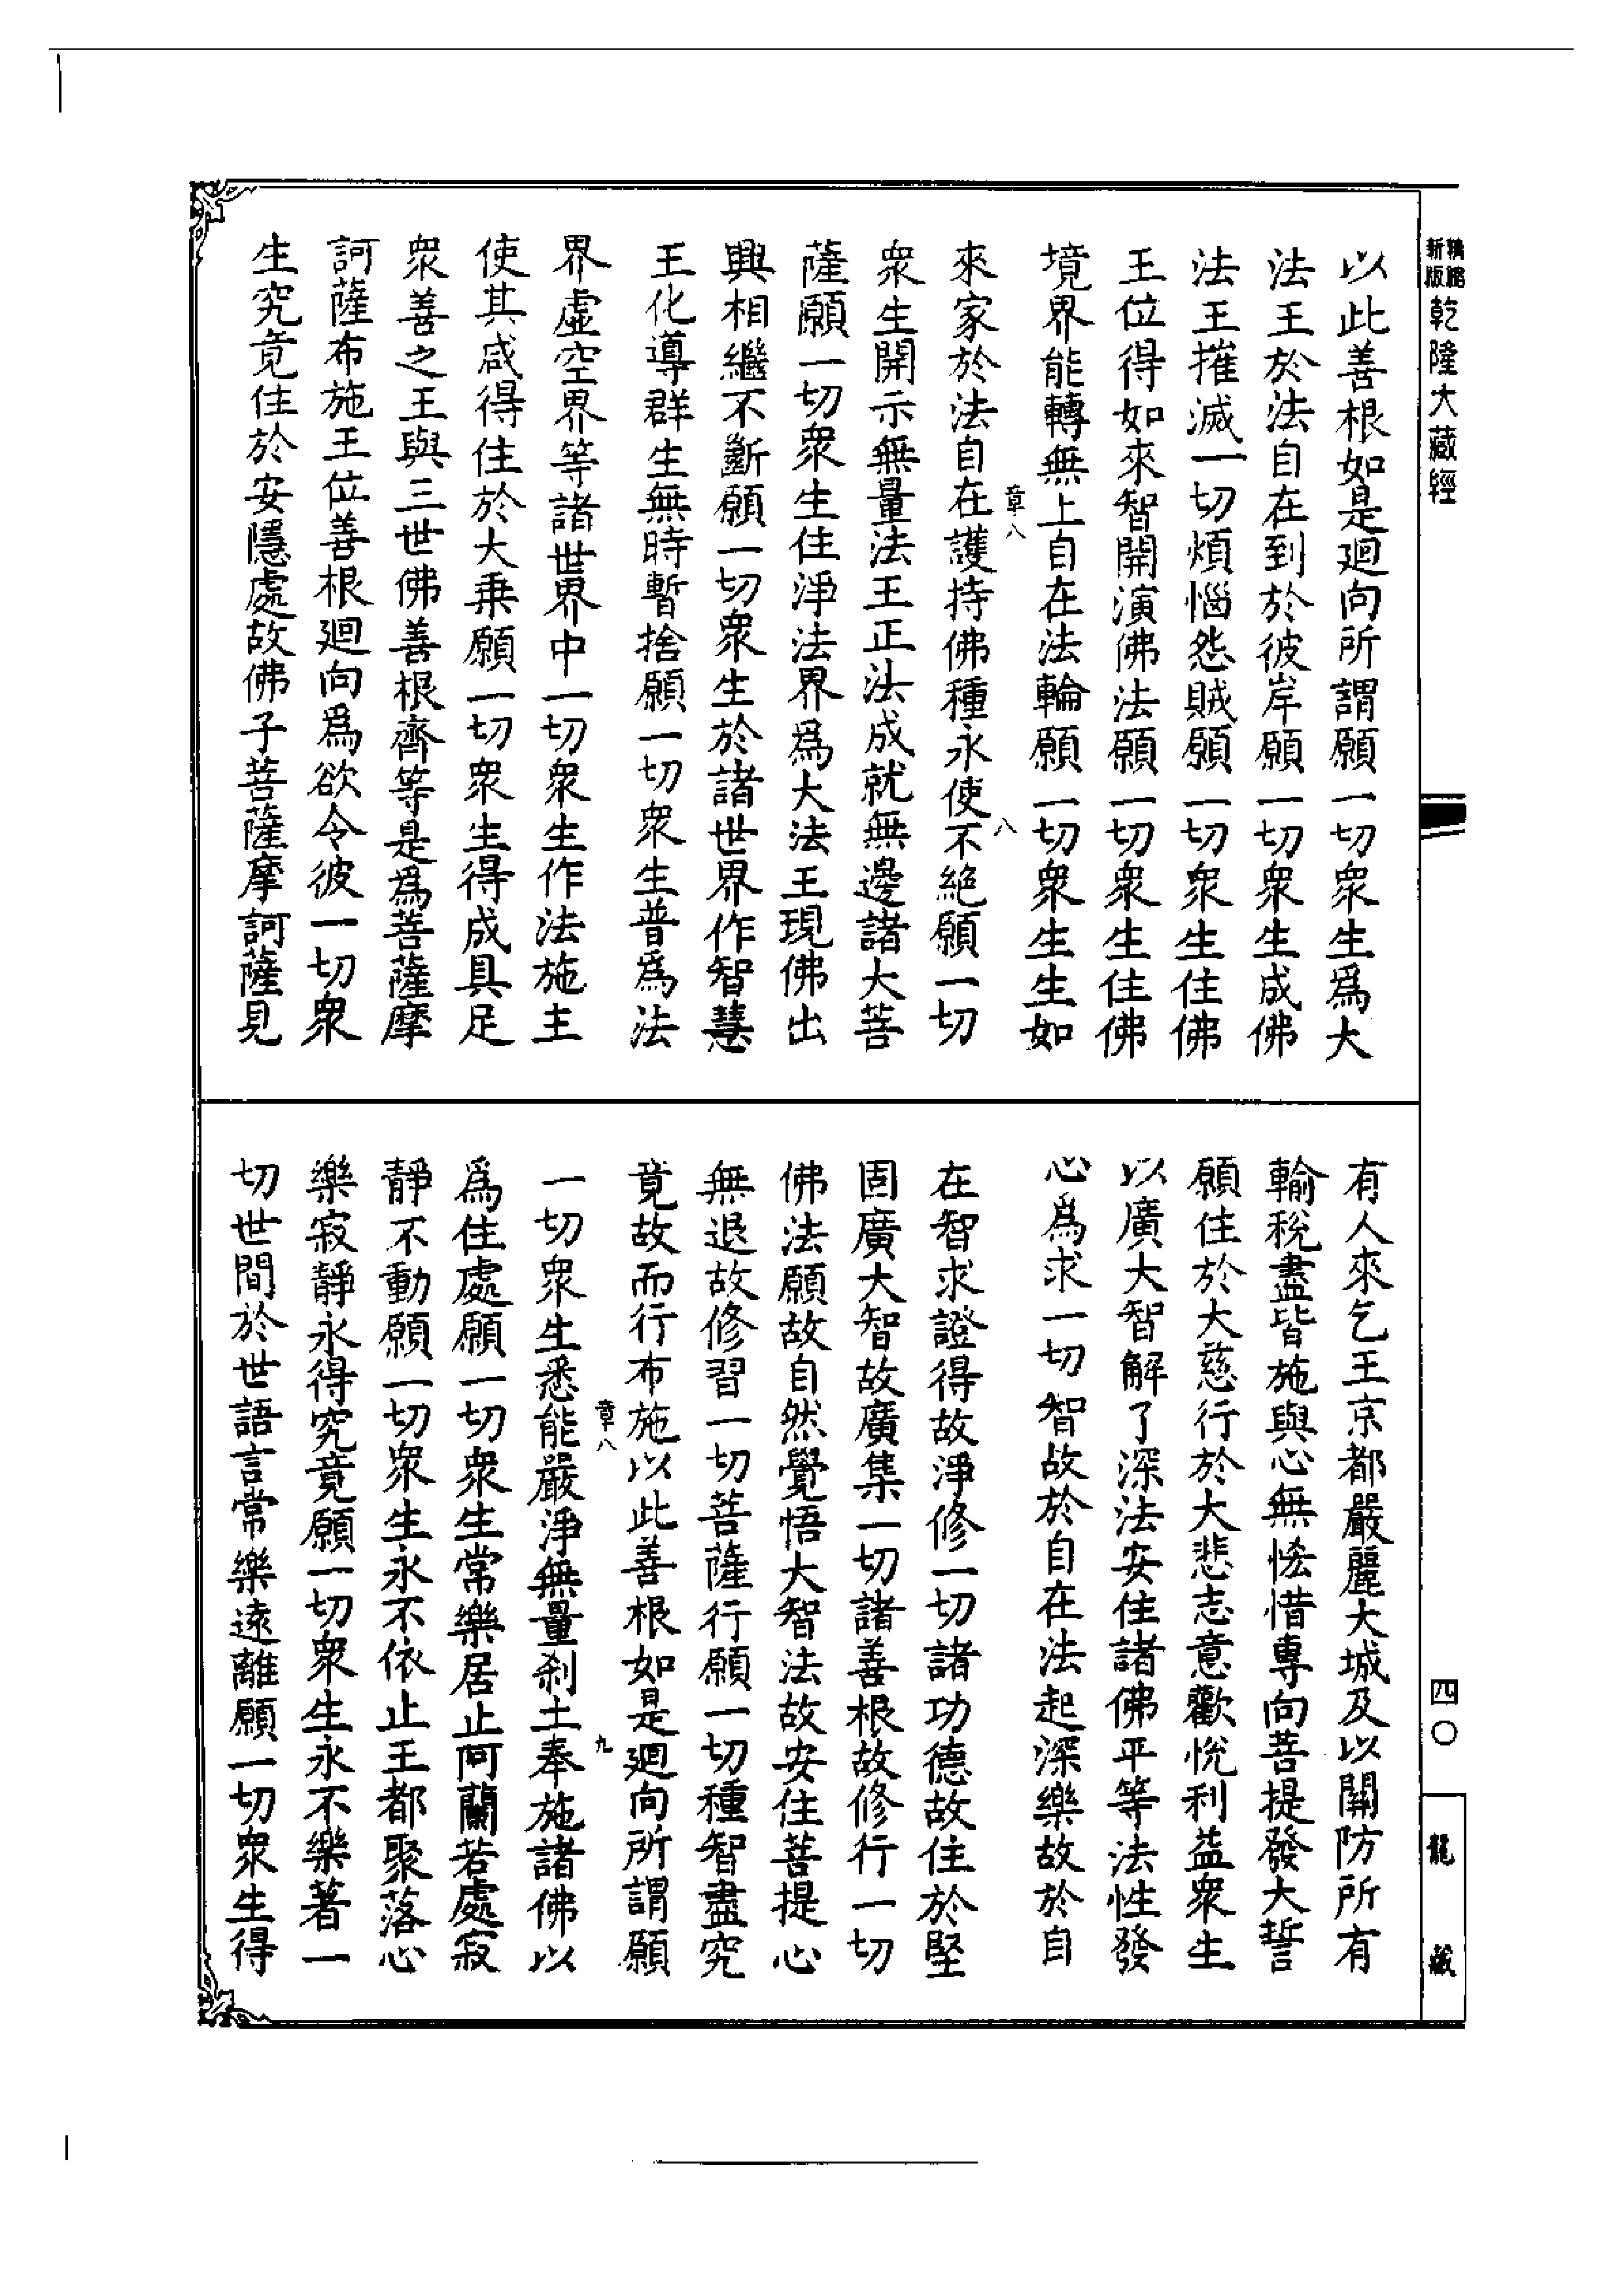 新版精縮乾隆大藏經
以此善根如是廻向所謂願一切衆生爲大
法王於法自在到於彼岸願一切衆生成佛
法王摧滅一切煩惱怨賊願一切衆生住佛
王位得如來智開演佛法願一切衆生住佛
境界能轉無上自在法輪願一切衆生生如
章八
八
來家於法自在護持佛種永使不絕願一切
衆生開示無量法王正法成就無邊諸大菩
薩願一切衆生住淨法界爲大法王現佛出
興相繼不斷願一切衆生於諸世界作智慧
王化導群生無時暫捨願一切衆生普爲法
界虛空界等諸世界中一切衆生作法施主
使其咸得住於大乘願一切衆生得成具足
衆善之王與三世佛善根齊等是爲菩薩摩
訶薩布施王位善根廻向爲欲令彼一切衆
生究竟住於安隱處故佛子菩薩摩訶薩見
有人來乞王京都嚴麗大城及以關防所有
輸稅盡皆施與心無悋惜專向菩提發大誓
願住於大慈行於大悲志意歡悅利益衆生
以廣大智解了深法安住諸佛平等法性發
心爲求一切智故於自在法起深樂故於自
在智求證得故淨修一切諸功德故住於堅
固廣大智故廣集一切諸善根故修行一切
佛法願故自然覺悟大智法故安住菩提心
無退故修習一切菩薩行願一切種智盡究
竟故而行布施以此善根如是廻向所謂願
章八
九
一切衆生悉能嚴淨無量剎土奉施諸佛以
爲住處願一切衆生常樂居止阿蘭若處寂
靜不動願一切衆生永不依止王都聚落心
樂寂靜永得究竟願一切衆生永不樂著一
切世間於世語言常樂遠離願一切衆生得
四〇
龍藏